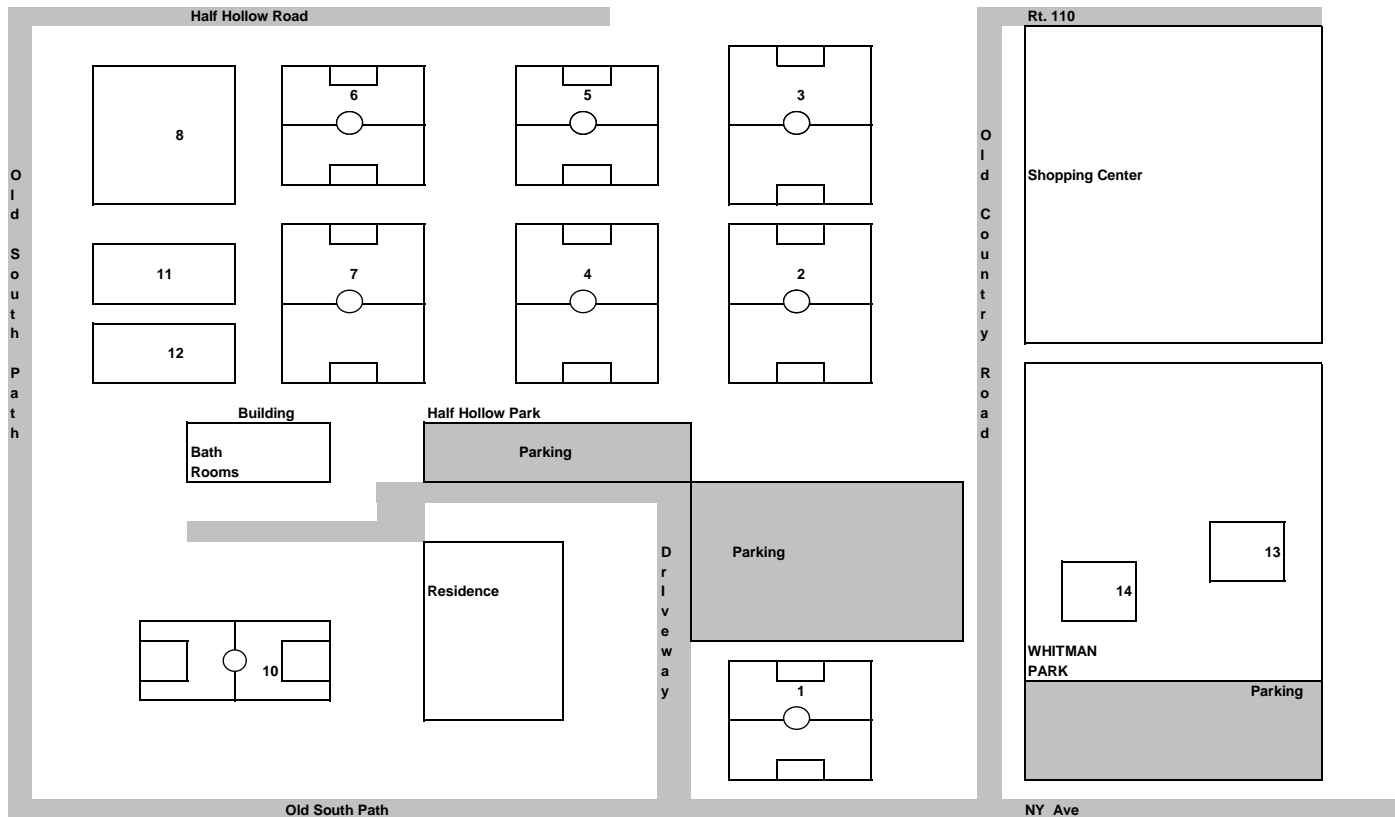 Half Hollow Road
Rt. 110
6
5
3
8
Old South Path
Old Country Road
Shopping Center
11
7
4
2
12
Building
Half Hollow Park
Bath
Rooms
Parking
DrIveway
Parking
13
Residence
14
WHITMAN
PARK
10
1
Parking
Old South Path
NY Ave